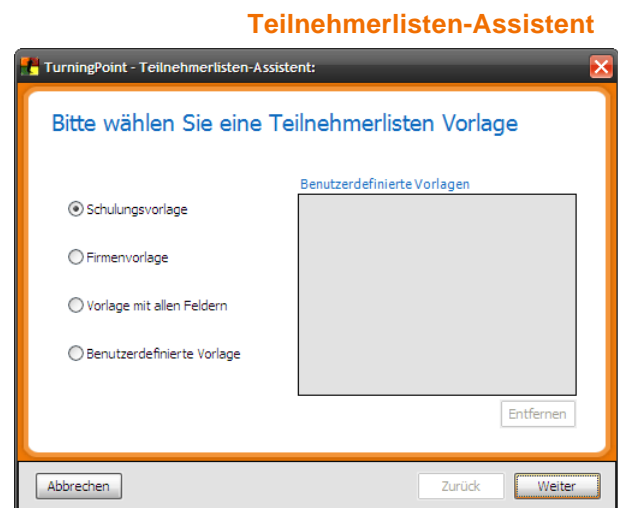 Teilnehmerlisten-Assistent
TurningPoint - Teilnehmerlisten-Assistent:
Bitte wählen Sie eine Teilnehmerlisten Vorlage
Benutzerdefinierte Vorlagen
Schulungsvorlage
Firmenvorlage
Vorlage mit allen Feldern
Benutzerdefinierte Vorlage
Entfernen
Abbrechen Zurück Weiter